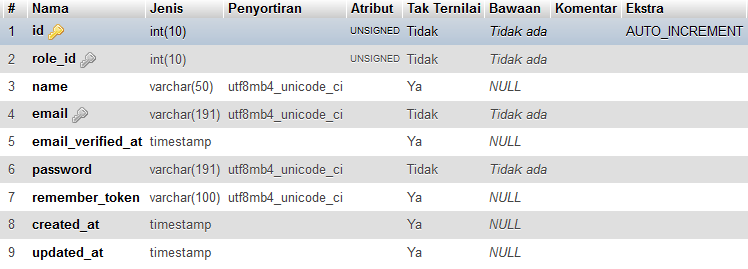 # Nama Jenis Penyortiran Atribut Tak Ternilai Bawaan Komentar Ekstra
1 id int(10) UNSIGNED Tidak Tidak ada AUTO_INCREMENT
2 role_id int(10) UNSIGNED Tidak Tidak ada
3 name varchar(50) utf8mb4_unicode_ci Ya NULL
4 email varchar(191) utf8mb4_unicode_ci Tidak Tidak ada
5 email_verified_at timestamp Ya NULL
6 password varchar(191) utf8mb4_unicode_ci Tidak Tidak ada
7 remember_token varchar(100) utf8mb4_unicode_ci Ya NULL
8 created_at timestamp Ya NULL
9 updated_at timestamp Ya NULL